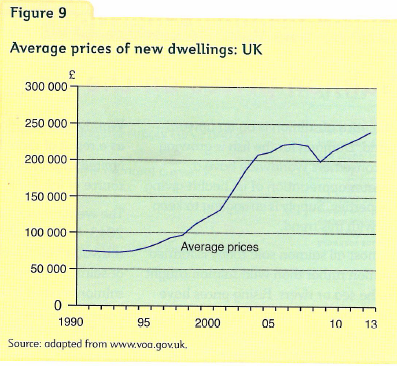 Figure 9
Average prices of new dwellings: UK
£
300 000
250 000
200 000
150 000
100 000
Average prices
50 000
0
1990 95 2000 05 10 13
Source: adapted from www.voa.gov.uk.